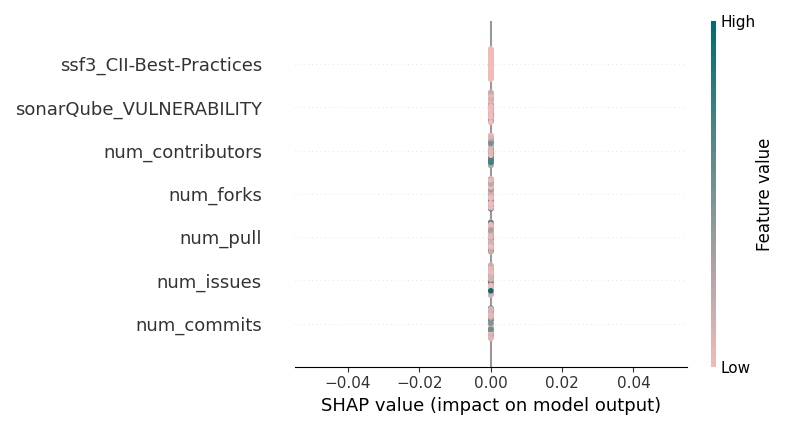 High
ssf3_CII-Best-Practices
sonarQube_VULNERABILITY
num_contributors
num_forks
num_pull
num_issues
num_commits
Feature value
Low
−0.04 −0.02 0.00 0.02 0.04
SHAP value (impact on model output)